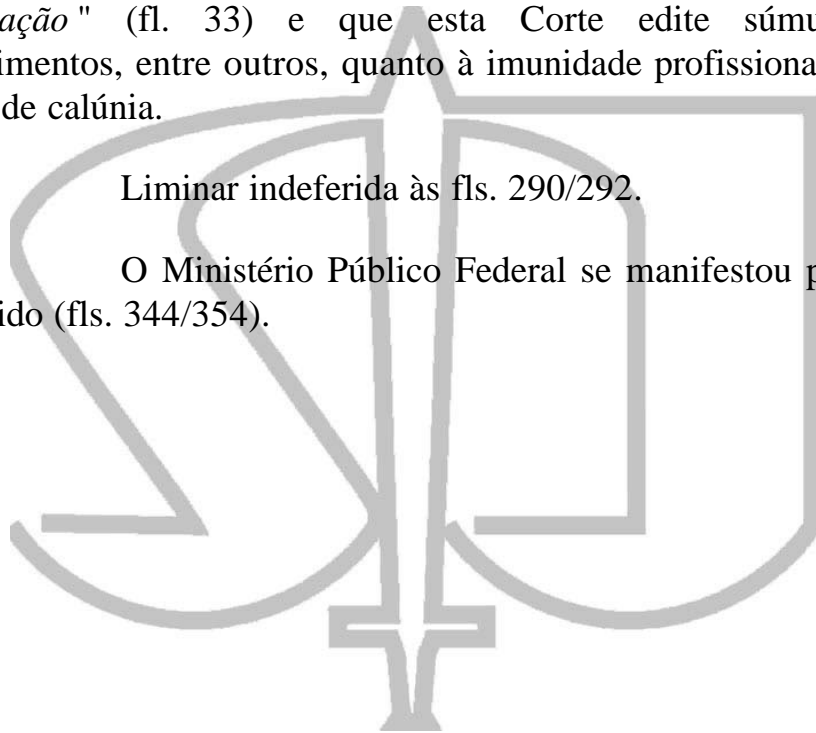 ação " (fl. 33) e que esta Corte edite súmu
imentos, entre outros, quanto à imunidade profissiona
de calúnia.
Liminar indeferida às fls. 290/292.
O Ministério Público Federal se manifestou p
ido (fls. 344/354).